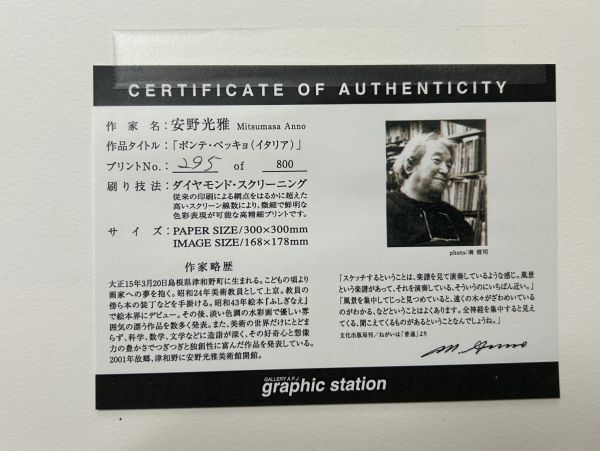 CERTIFICATE OF AUTHENTICITY
作家名:安野光雅 Mitsumasa Anno
作品タイトル:「ポンテ・ベッキョ(イタリア)」
プリントNo.: 295 of 800
刷り技法:ダイヤモンド・スクリーニング
従来の印刷による網点をはるかに超えた
高いスクリーン線数により、微細で鮮明な
色彩表現が可能な高精細プリントです。
サイズ:PAPER SIZE/300×300mm
IMAGE SIZE/168×178mm
作家略歴
大正15年3月20日島根県津和野町に生まれる。こどもの頃より
画家への夢を抱く。昭和24年美術教員として上京。教員の
傍ら本の装丁などを手掛ける。昭和43年絵本『ふしぎなえ』
で絵本界にデビュー。その後、淡い色調の水彩画で優しい雰
囲気の漂う作品を数多く発表。また、美術の世界だけにとどま
らず、科学、数学、文学などに造詣が深く、その好奇心と想像
力の豊かさでつぎつぎと独創性に富んだ作品を発表している。
2001年故郷、津和野に安野光雅美術館開館。
photo:南 俊司
「スケッチするということは、楽譜を見て演奏しているような感じ。風景
という楽譜があって、それを演奏している、そういうのにいちばん近い。」
「風景を集中してじっと見つめていると、遠くの木々がざわめいている
のがわかる、などということはよくあります。全神経を集中すると見え
てくる、聞こえてくるものがあるということなんでしょうね。」
文化出版局刊/ねがいは「普通」より
M. Anno
GALLERY A.P.J
graphic station